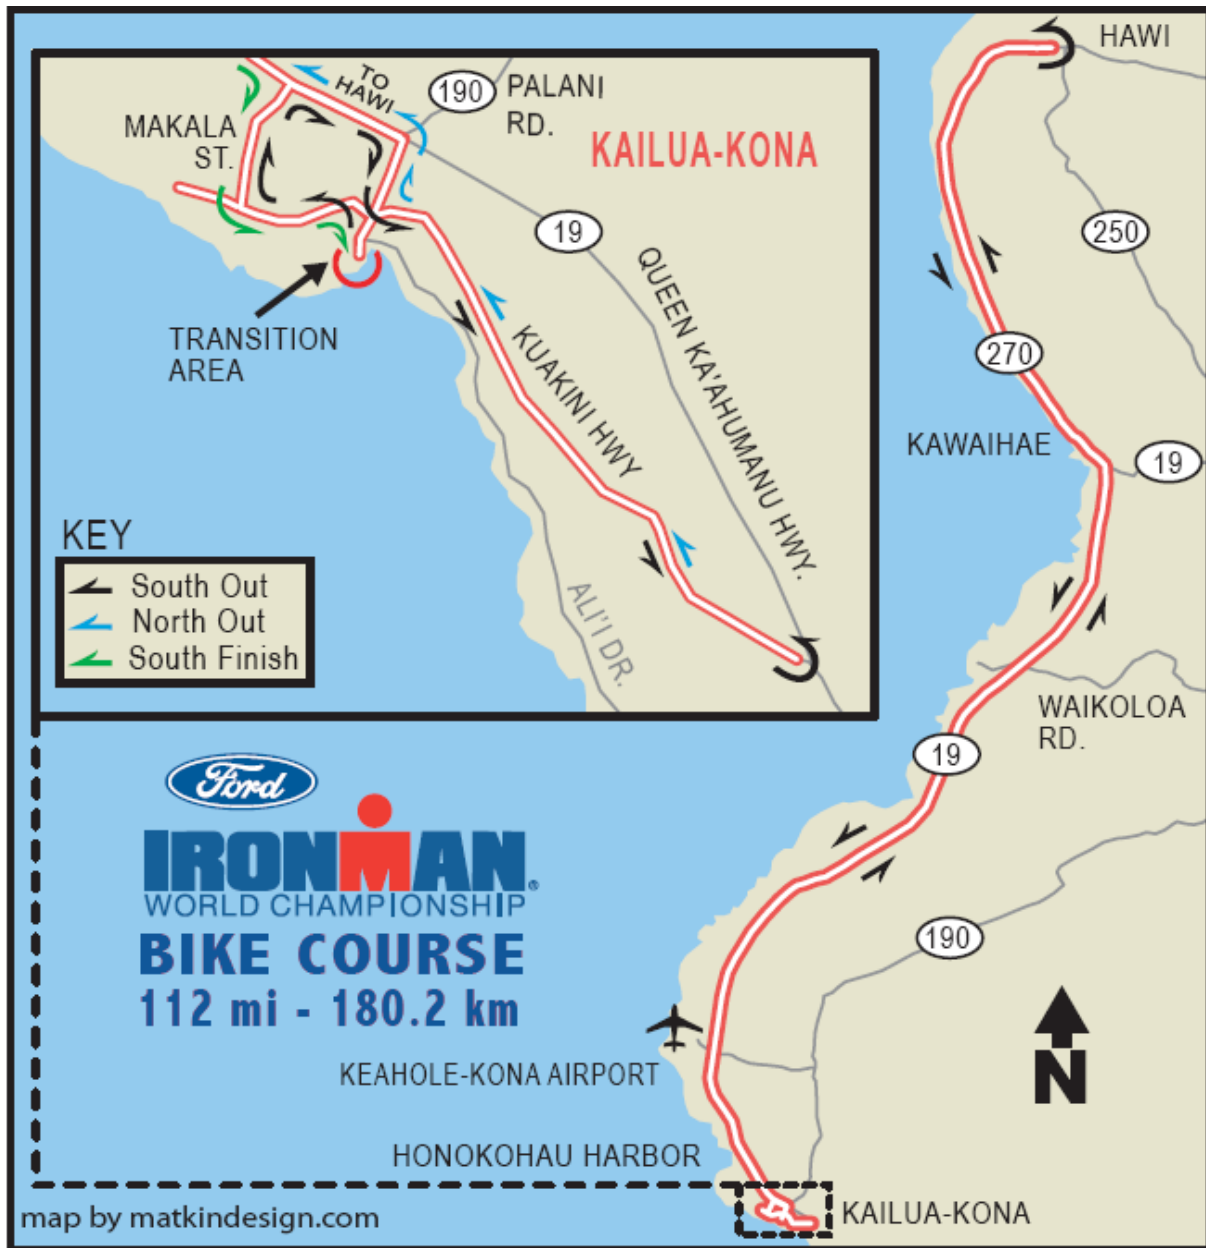 HAWI
TO
HAWI
190
PALANI
RD.
MAKALA
ST.
KAILUA-KONA
19
250
QUEEN KA'AHUMANU HWY.
TRANSITION
AREA
KUAKINI HWY
270
KAWAIHAE
19
KEY
South Out
North Out
South Finish
ALI'I DR.
WAIKOLOA
RD.
19
Ford
IRONMAN®
WORLD CHAMPIONSHIP
BIKE COURSE
112 mi - 180.2 km
190
N
KEAHOLE-KONA AIRPORT
HONOKOHAU HARBOR
KAILUA-KONA
map by matkindesign.com